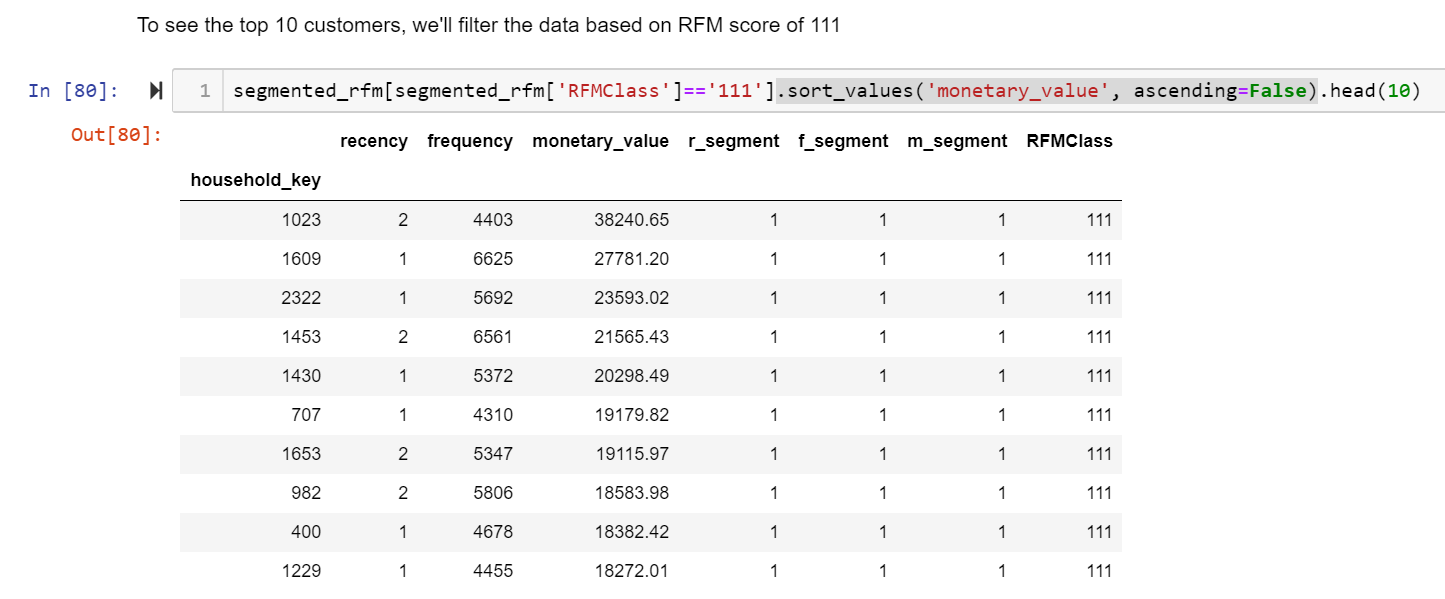 To see the top 10 customers, we'll filter the data based on RFM score of 111
In [80]: 1 segmented_rfm[segmented_rfm['RFMClass']=='111'].sort_values('monetary_value', ascending=False).head(10)
Out[80]:
recency frequency monetary_value r_segment f_segment m_segment RFMClass
household_key
1023 2 4403 38240.65 1 1 1 111
1609 1 6625 27781.20 1 1 1 111
2322 1 5692 23593.02 1 1 1 111
1453 2 6561 21565.43 1 1 1 111
1430 1 5372 20298.49 1 1 1 111
707 1 4310 19179.82 1 1 1 111
1653 2 5347 19115.97 1 1 1 111
982 2 5806 18583.98 1 1 1 111
400 1 4678 18382.42 1 1 1 111
1229 1 4455 18272.01 1 1 1 111